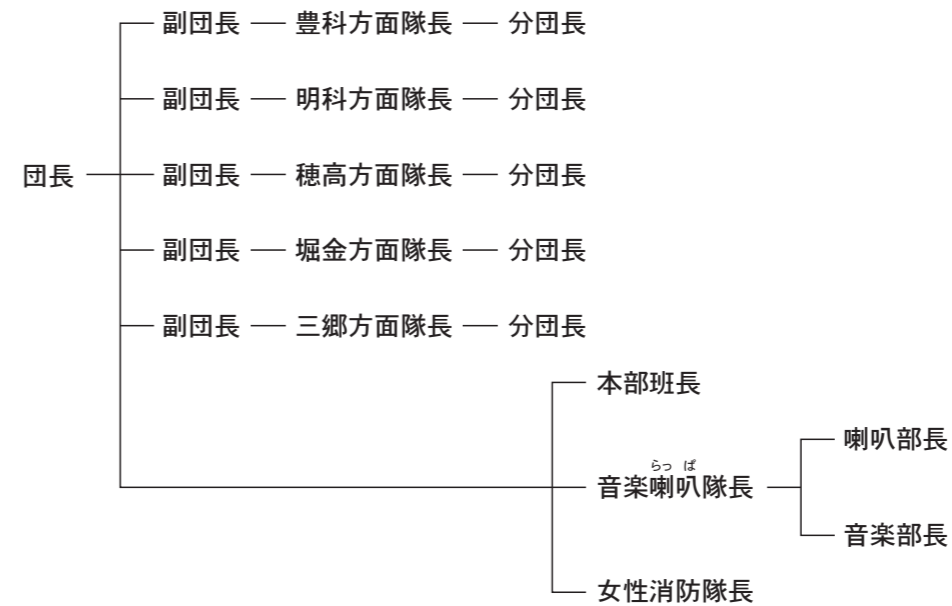 副団長 豊科方面隊長 分団長
副団長 明科方面隊長 分団長
団長 副団長 穂高方面隊長 分団長
副団長 堀金方面隊長 分団長
副団長 三郷方面隊長 分団長
本部班長
喇叭部長
らっ ぱ
音楽喇叭隊長
音楽部長
女性消防隊長